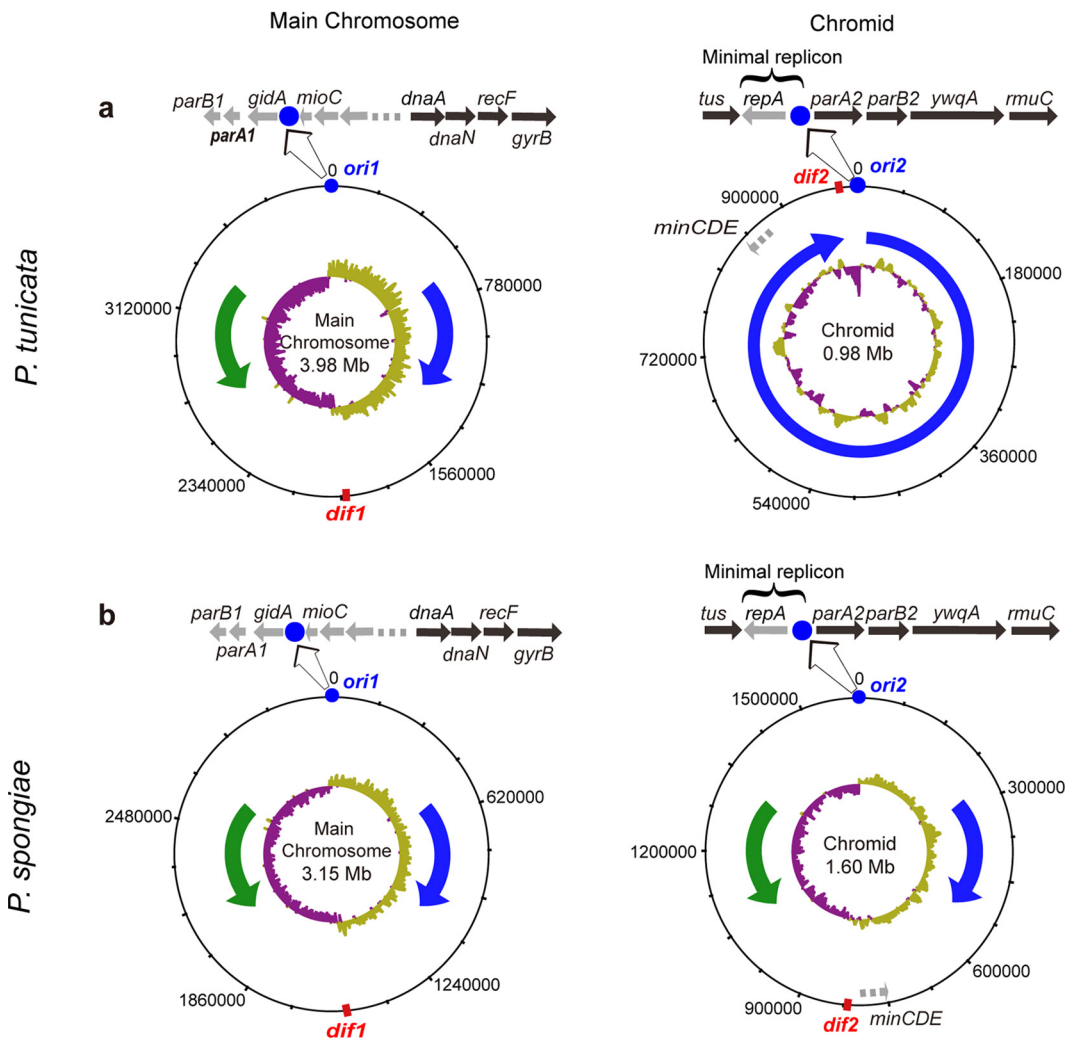 Main Chromosome
Chromid
Minimal replicon
a
parB1 gidA mioC dnaA recF
parA1 dnaN gyrB
tus repA parA2 parB2 ywqA rmuC
0 ori1
dif2 0 ori2
900000
minCDE
P. tunicata
780000
180000
3120000
Main
Chromosome
3.98 Mb
Chromid
0.98 Mb
720000
1560000
360000
2340000
540000
dif1
Minimal replicon
b
parB1 gidA mioC dnaA recF
parA1 dnaN gyrB
tus repA parA2 parB2 ywqA rmuC
0 ori1
0 ori2
1500000
P. spongiae
620000
300000
2480000
Main
Chromosome
3.15 Mb
1200000
Chromid
1.60 Mb
1240000
600000
1860000
900000
dif1
dif2 minCDE